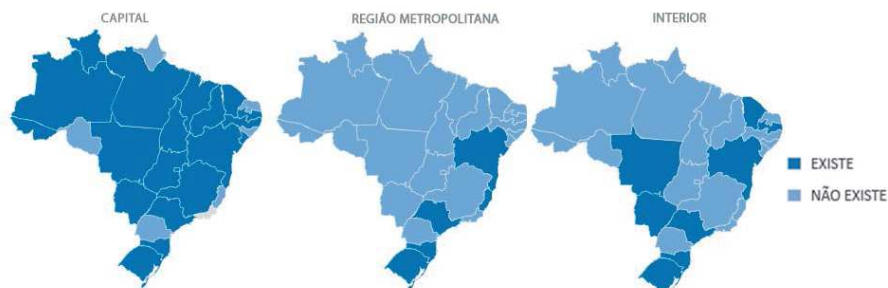 CAPITAL
REGIÃO METROPOLITANA
INTERIOR
EXISTE
NÃO EXISTE